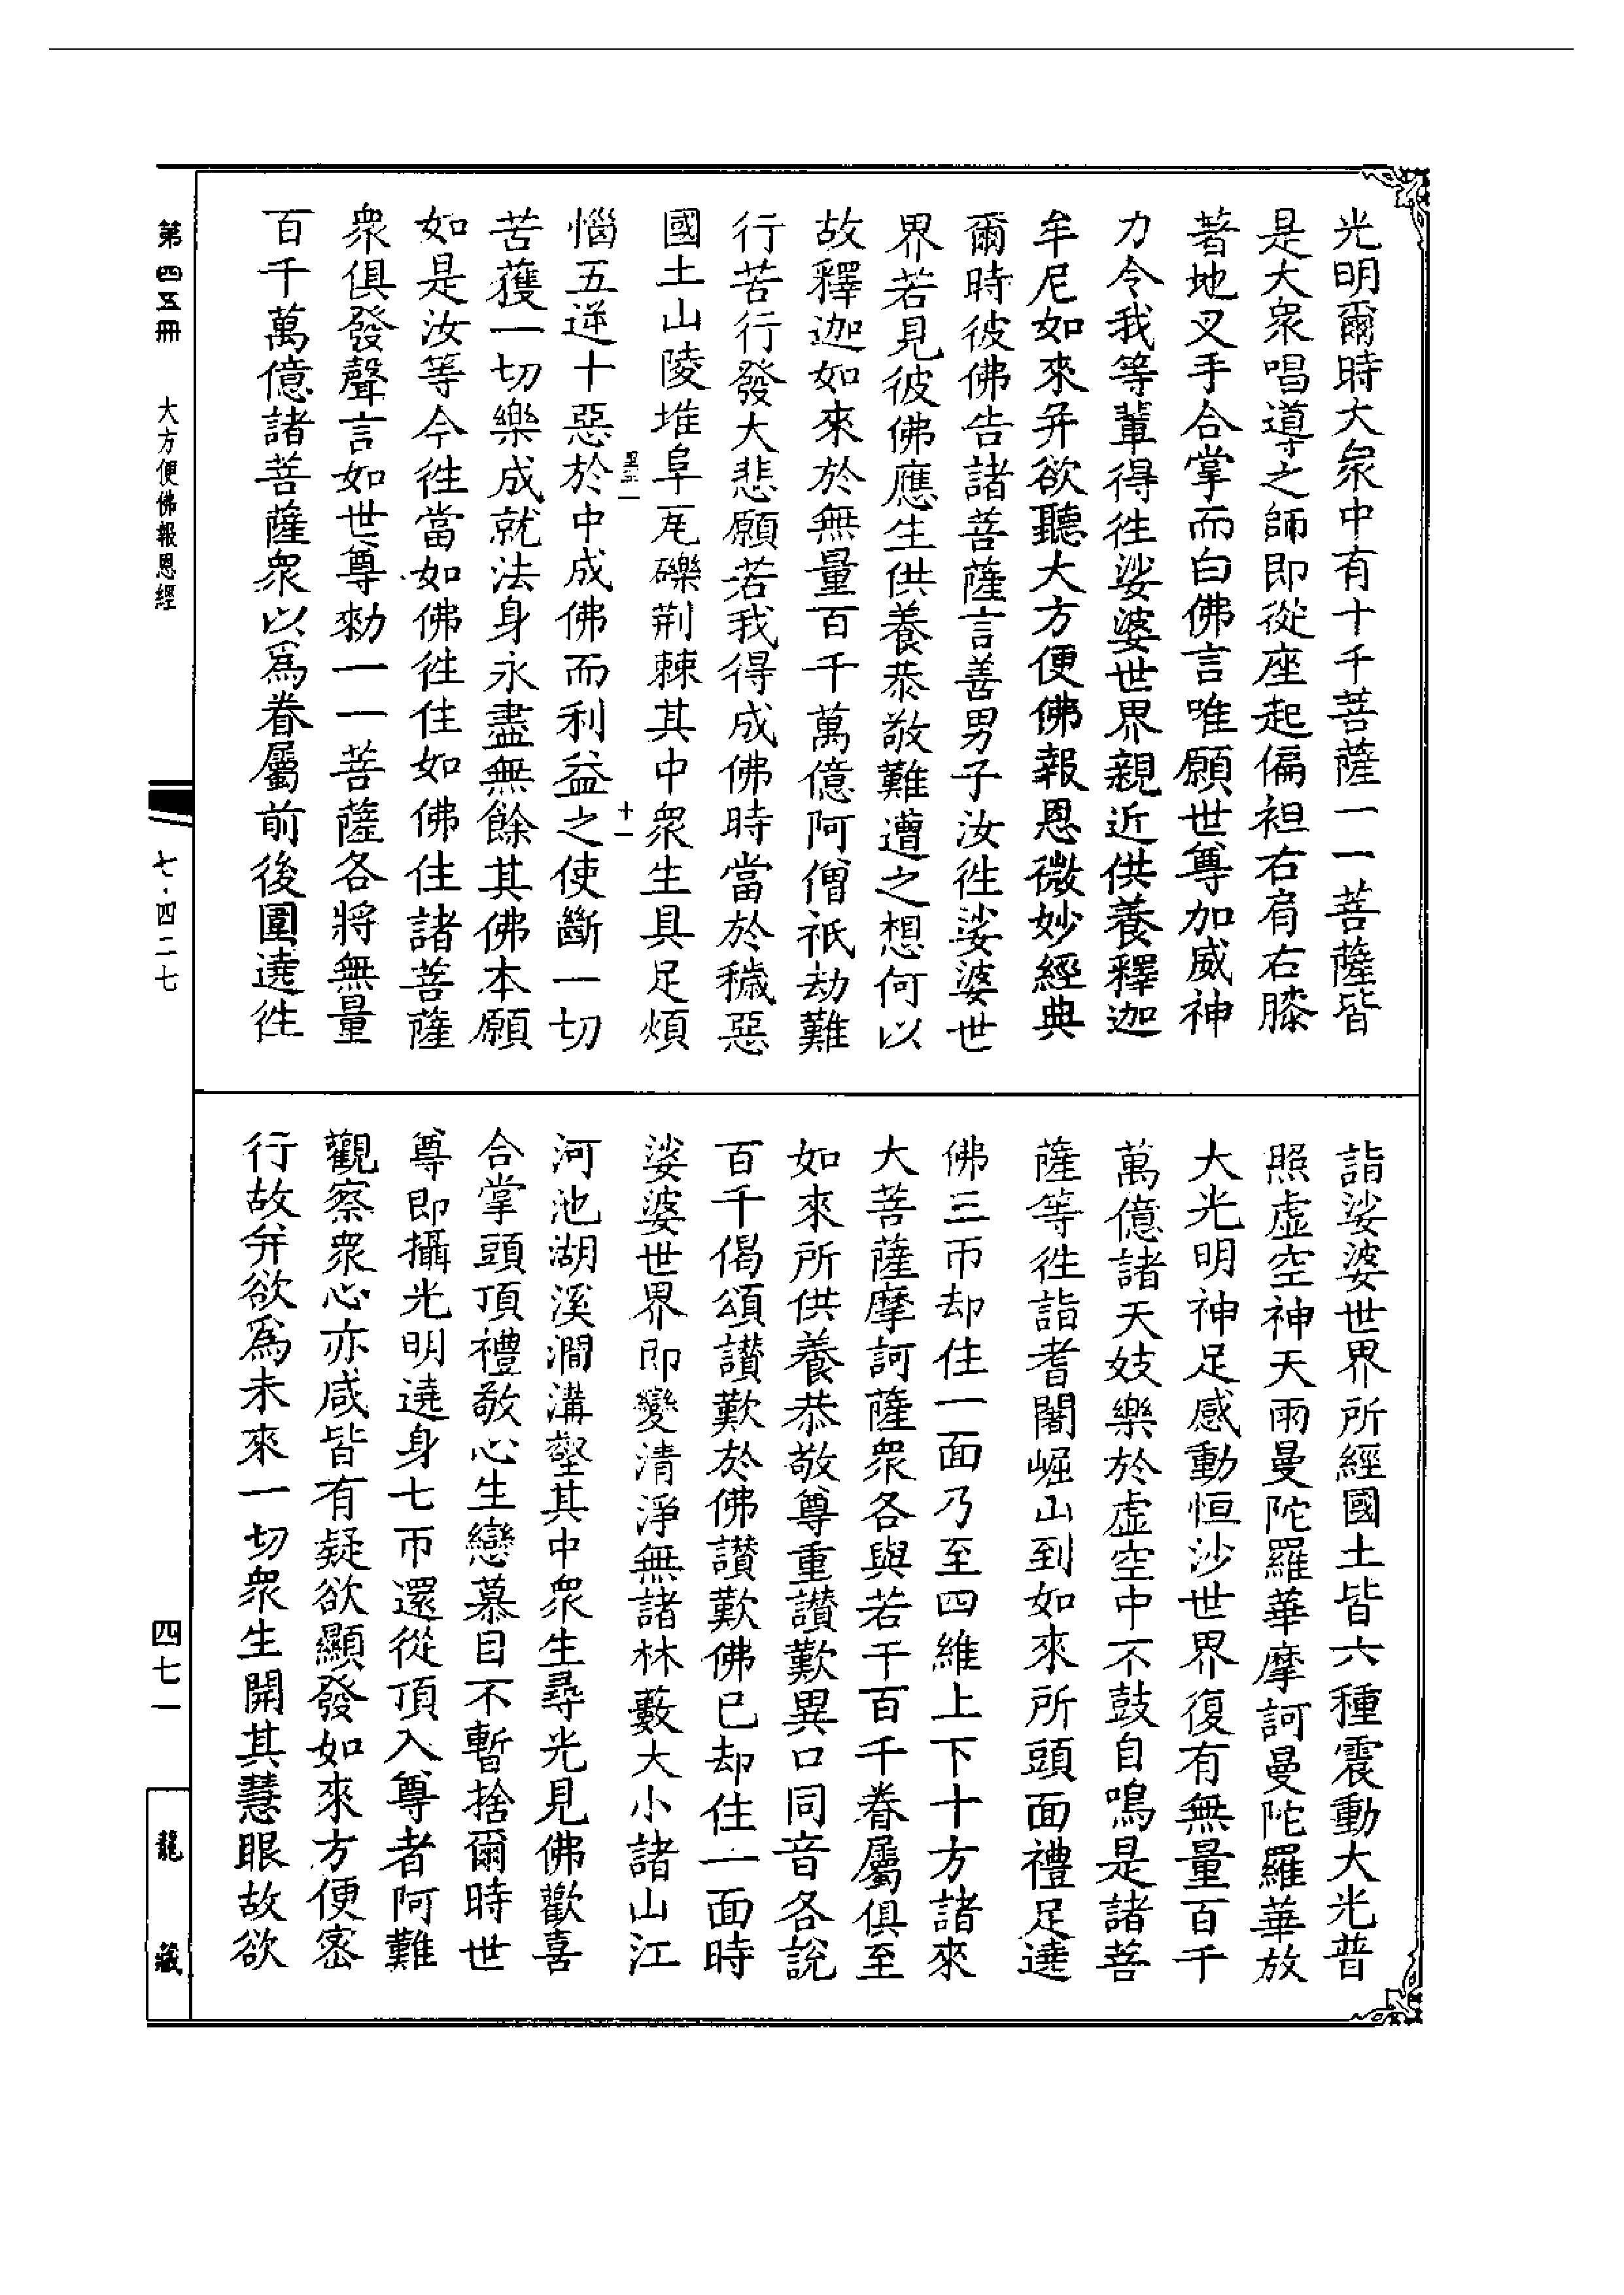 光明爾時大衆中有十千菩薩一一菩薩皆
是大衆唱導之師即從座起偏袒右肩右膝
著地叉手合掌而白佛言唯願世尊加威神
力令我等輩得徃娑婆世界親近供養釋迦
牟尼如來并欲聽大方便佛報恩微妙經典
爾時彼佛告諸菩薩言善男子汝徃娑婆世
界若見彼佛應生供養恭敬難遭之想何以
故釋迦如來於無量百千萬億阿僧祇劫難
行苦行發大悲願若我得成佛時當於穢惡
國土山陵堆阜瓦礫荆棘其中衆生具足煩
惱五逆十惡於中成佛而利益之使斷一切
苦獲一切樂成就法身永盡無餘其佛本願
如是汝等今徃當如佛徃住如佛住諸菩薩
衆俱發聲言如世尊勑一一菩薩各將無量
百千萬億諸菩薩衆以爲眷屬前後圍遶徃
十一
詣娑婆世界所經國土皆六種震動大光普
照虛空神天雨曼陀羅華摩訶曼陀羅華放
大光明神足感動恒沙世界復有無量百千
萬億諸天妓樂於虛空中不鼓自鳴是諸菩
薩等徃詣耆闍崛山到如來所頭面禮足遶
佛三帀却住一面乃至四維上下十方諸來
大菩薩摩訶薩衆各與若干百千眷屬俱至
如來所供養恭敬尊重讃歎異口同音各說
百千偈頌讃歎於佛讃歎佛已却住一面時
娑婆世界即變清淨無諸林藪大小諸山江
河池湖溪澗溝壑其中衆生尋光見佛歡喜
合掌頭頂禮敬心生戀慕目不暫捨爾時世
尊即攝光明遶身七帀還從頂入尊者阿難
觀察衆心亦咸皆有疑欲顯發如來方便密
行故并欲爲未來一切衆生開其慧眼故欲
第四五冊
大方便佛報恩經
七·四二七
四七一
龍藏